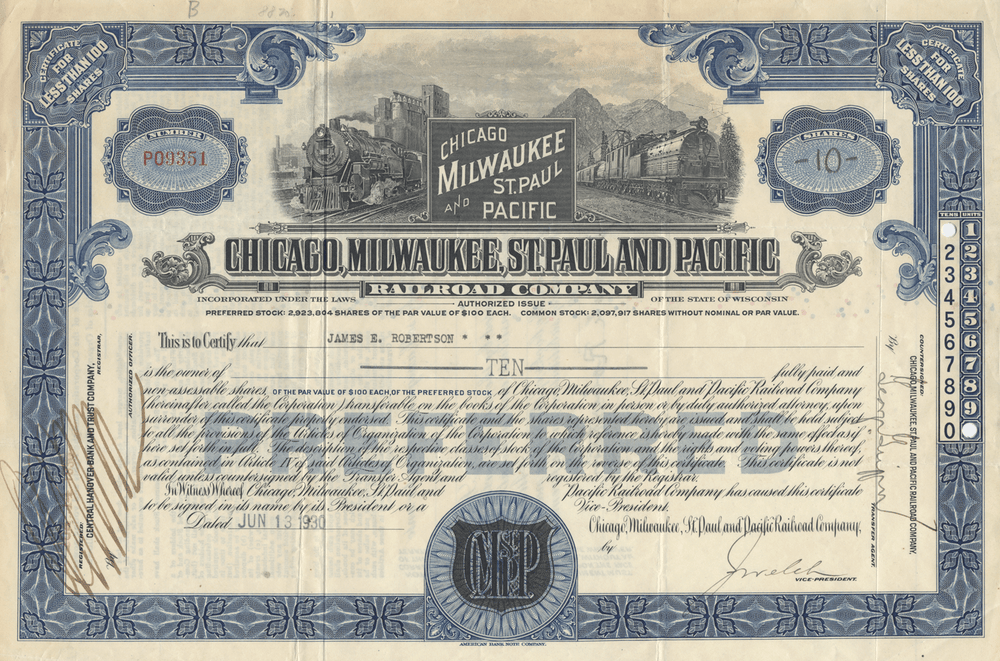 B
CERTIFICATE
FOR
LESS THAN 100
SHARES
CERTIFICATE
FOR
LESS THAN 100
SHARES
NUMBER
PO9351
CHICAGO
MILWAUKEE
ST. PAUL
AND PACIFIC
SHARES
-10-
CHICAGO, MILWAUKEE, ST. PAUL AND PACIFIC
RAILROAD COMPANY
INCORPORATED UNDER THE LAWS OF THE STATE OF WISCONSIN
AUTHORIZED ISSUE
PREFERRED STOCK: 2,923,804 SHARES OF THE PAR VALUE OF $100 EACH. COMMON STOCK: 2,097,917 SHARES WITHOUT NOMINAL OR PAR VALUE.
This is to Certify that JAMES E. ROBERTSON * * *
TEN
is the owner of fully paid and
non-assessable shares OF THE PAR VALUE OF $100 EACH, OF THE PREFERRED STOCK of Chicago, Milwaukee, St. Paul and Pacific Railroad Company
(hereinafter called the Corporation) transferable on the books of the Corporation in person or by duly authorized attorney, upon
surrender of this certificate properly endorsed. This certificate and the shares represented hereby are issued and shall be held subject
to all the provisions of the Articles of Organization of the Corporation to which reference is hereby made with the same effect as if
here set forth at length. A description of the respective classes of stock of the Corporation and the rights and voting powers thereof,
as contained in Article IV of said Articles of Organization, are set forth on the reverse of this certificate. This certificate is not
valid unless countersigned by the Transfer Agent and registered by the Registrar.
PREFERRED
In Witness Whereof Chicago, Milwaukee, St. Paul and Pacific Railroad Company has caused this certificate
to be signed in its name by its President or a Vice-President.
Dated JUN 13 1930
Chicago, Milwaukee, St. Paul and Pacific Railroad Company,
by
J Welch
VICE-PRESIDENT.
REGISTERED:
CENTRAL HANOVER BANK AND TRUST COMPANY,
REGISTRAR,
by
AUTHORIZED OFFICER.
COUNTERSIGNED:
CHICAGO, MILWAUKEE, ST. PAUL AND PACIFIC RAILROAD COMPANY,
By
TRANSFER AGENT.
TENS UNITS
1
2 2
3 3
4 4
5 5
6 6
7 7
8 8
9 9
0
AMERICAN BANK NOTE COMPANY.